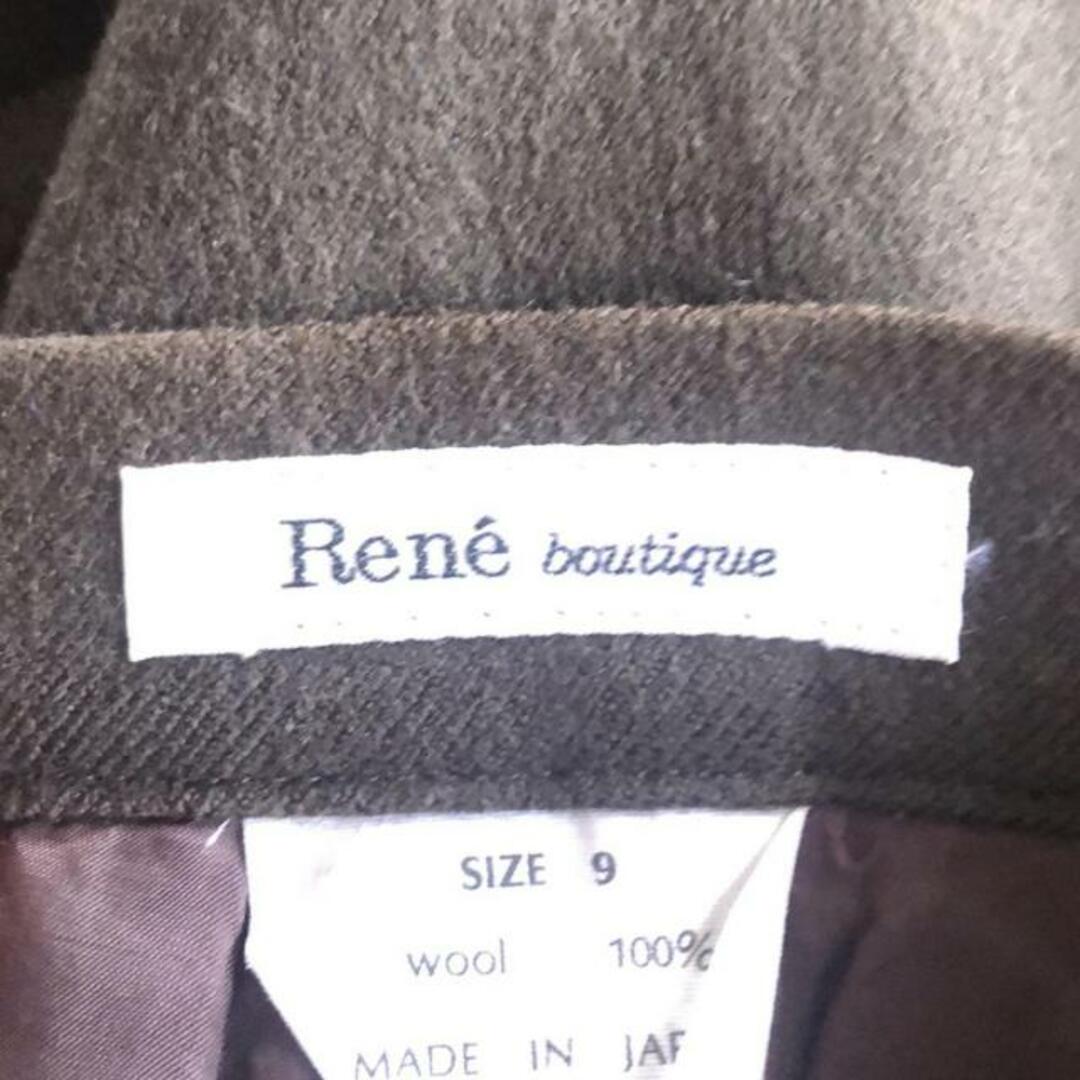 René boutique
SIZE 9
wool 100%
MADE IN